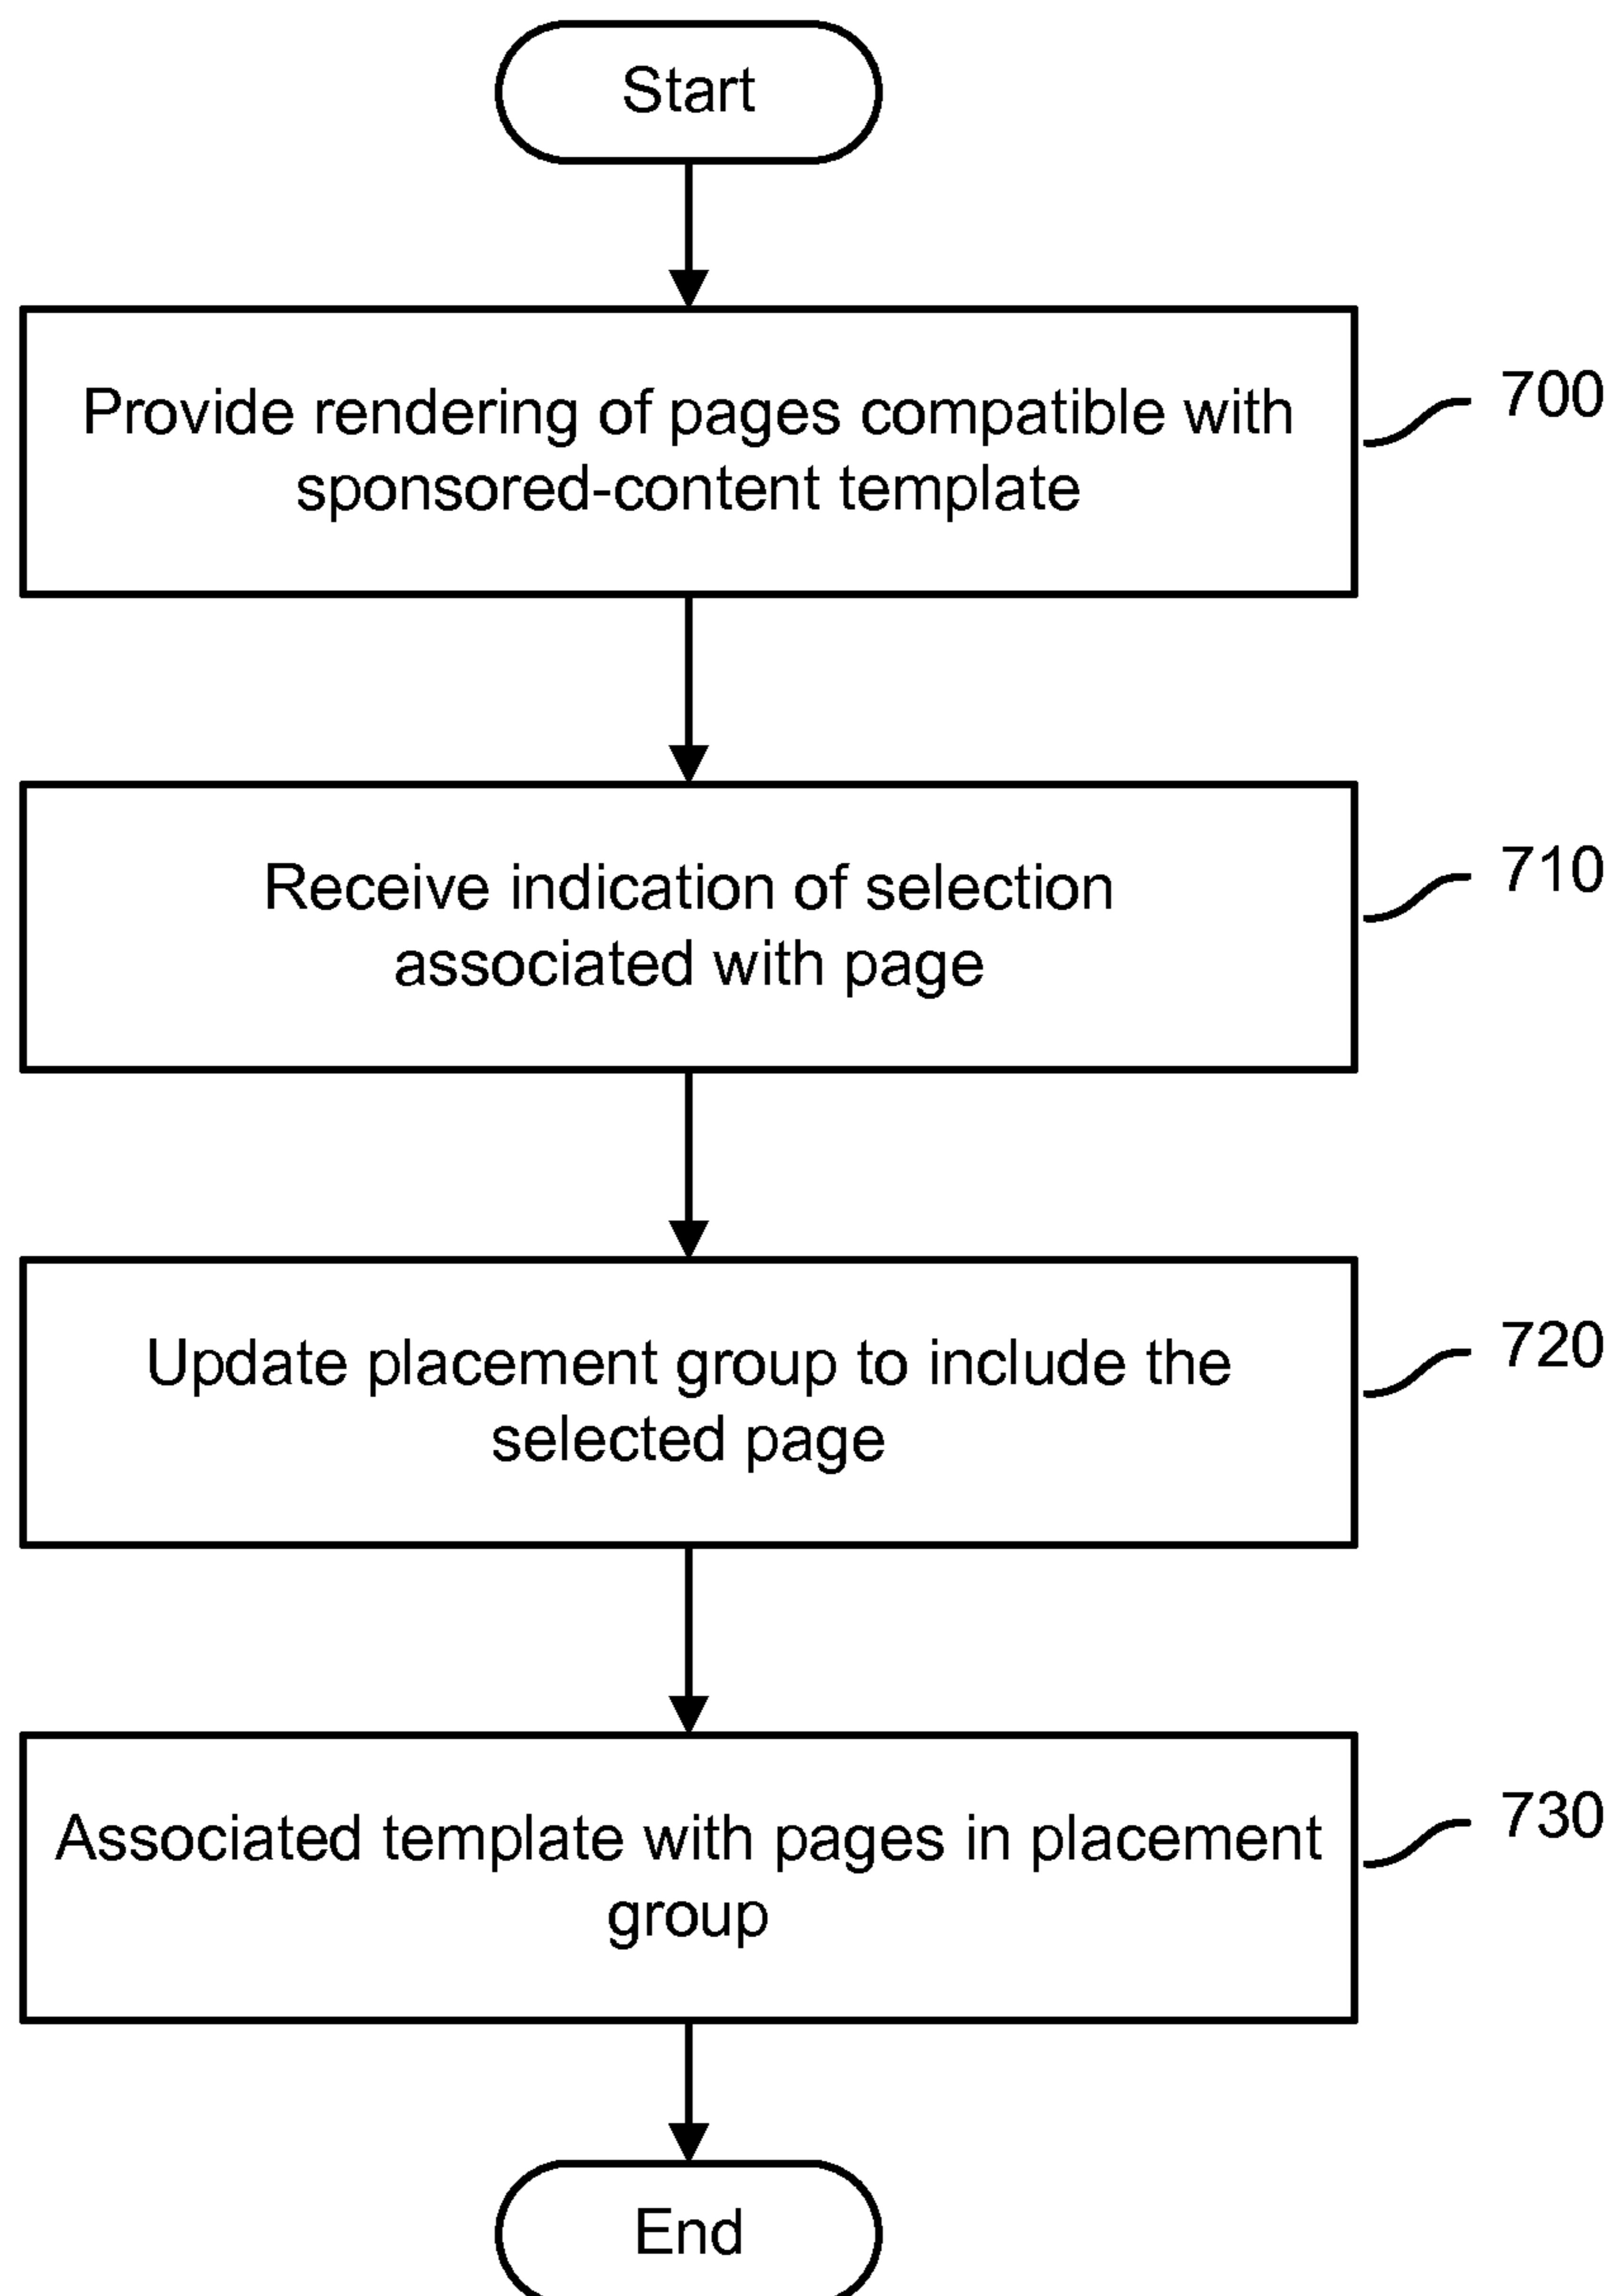 Start
Provide rendering of pages compatible with
sponsored-content template
700
Receive indication of selection
associated with page
710
Update placement group to include the
selected page
720
Associated template with pages in placement
group
730
End